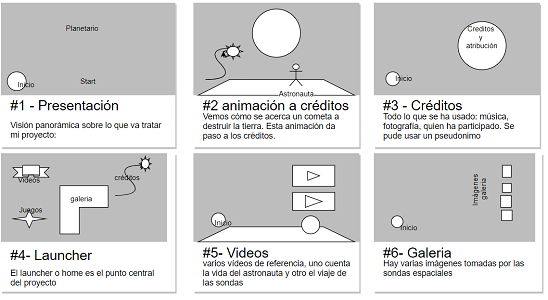 Planetario
Inicio
Start
#1 - Presentación
Visión panorámica sobre lo que va tratar
mi proyecto:
Astronauta
#2 animación a créditos
Vemos cómo se acerca un cometa a
destruir la tierra. Esta animación da
paso a los créditos.
Creditos
y
atribución
Inicio
#3 - Créditos
Todo lo que se ha usado: música,
fotografía, quien ha participado. Se
pude usar un pseudonimo
Videos
créditos
galeria
Juegos
#4- Launcher
El launcher o home es el punto central
del proyecto
Inicio
#5- Videos
varios vídeos de referencia, uno cuenta
la vida del astronauta y otro el viaje de
las sondas
Imágenes
galeria
Inicio
#6- Galeria
Hay varias imágenes tomadas por las
sondas espaciales